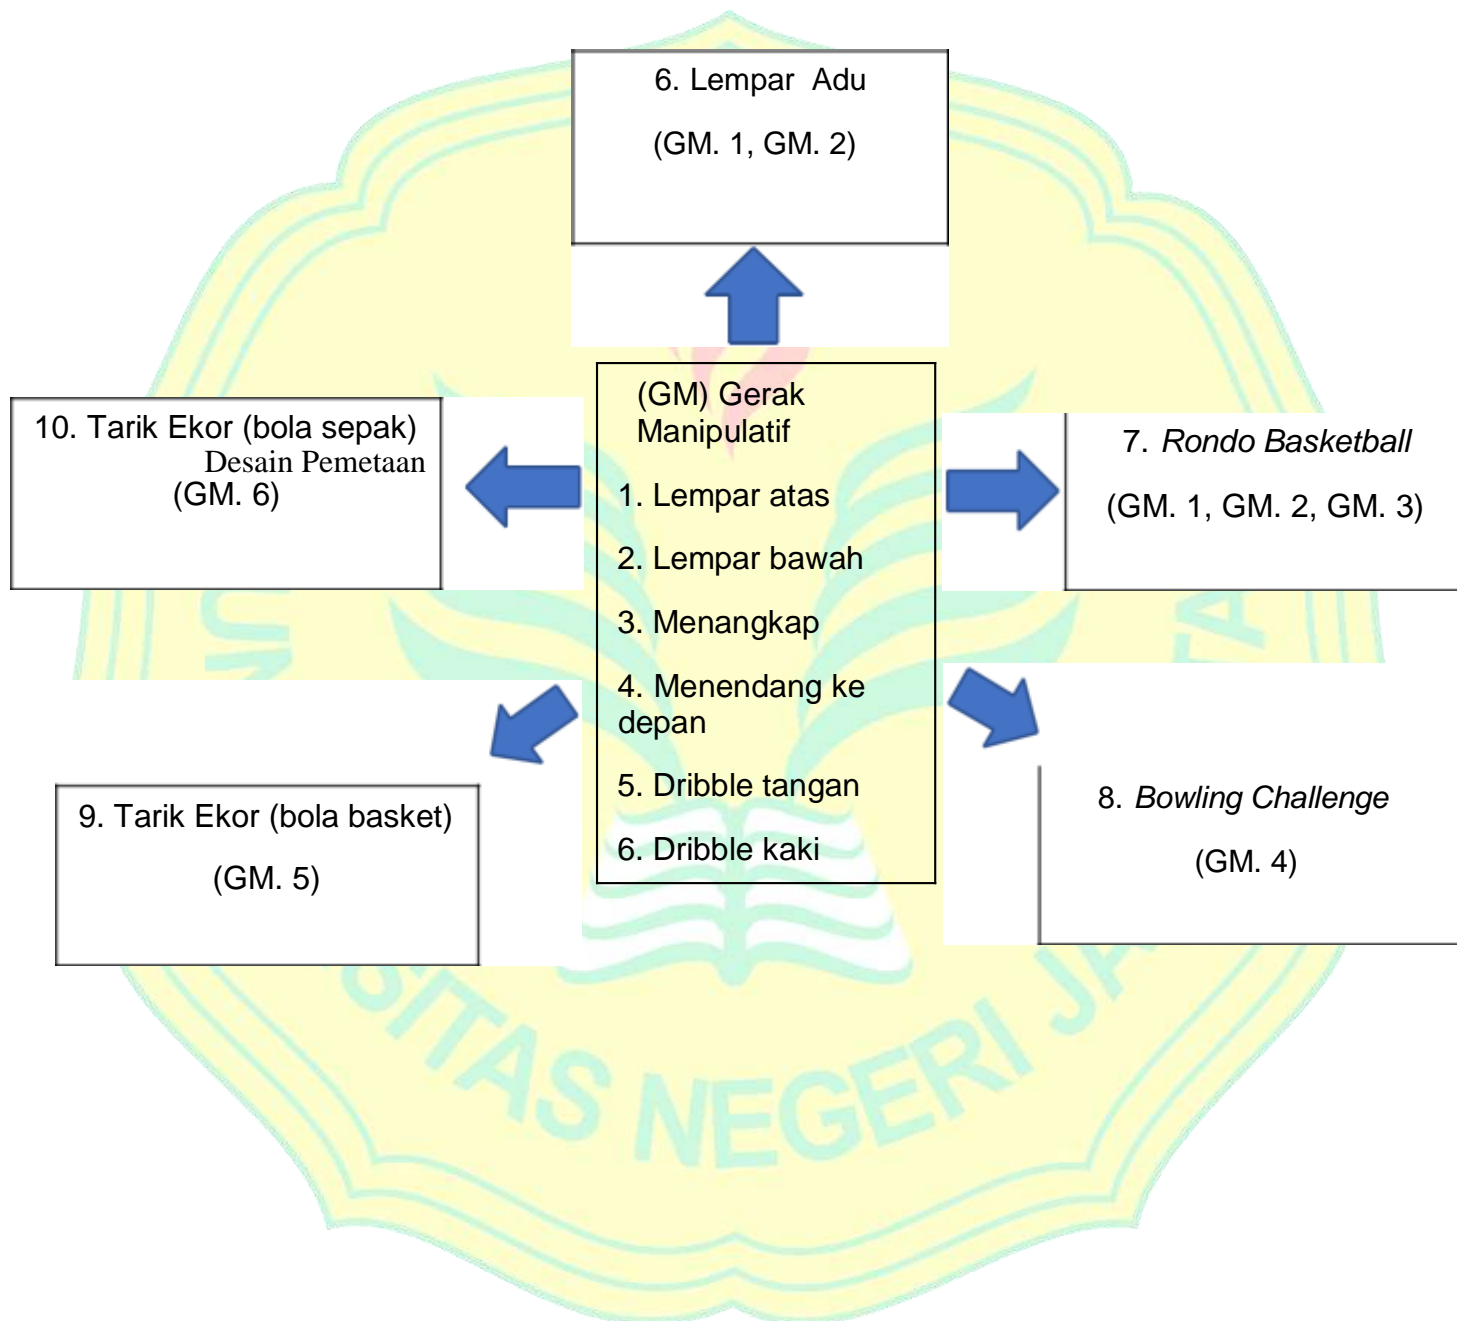 6. Lempar Adu
(GM. 1, GM. 2)
(GM) Gerak
Manipulatif
1. Lempar atas
2. Lempar bawah
3. Menangkap
4. Menendang ke
depan
5. Dribble tangan
6. Dribble kaki
10. Tarik Ekor (bola sepak)
Desain Pemetaan
(GM. 6)
7. Rondo Basketball
(GM. 1, GM. 2, GM. 3)
9. Tarik Ekor (bola basket)
(GM. 5)
8. Bowling Challenge
(GM. 4)
SITAS NEGERI JA